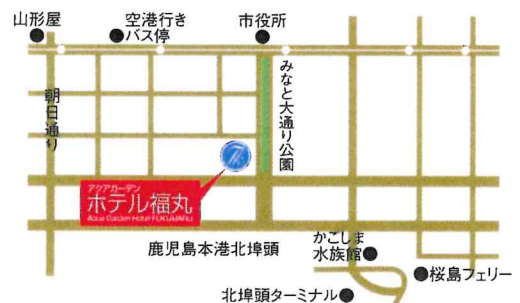 山形屋
空港行き
バス停
市役所
朝日通り
みなと大通り公園
アクアガーデン
ホテル福丸
Aqua Garden Hotel FUKUMARU
鹿児島本港北埠頭
かごしま
水族館
桜島フェリー
北埠頭ターミナル